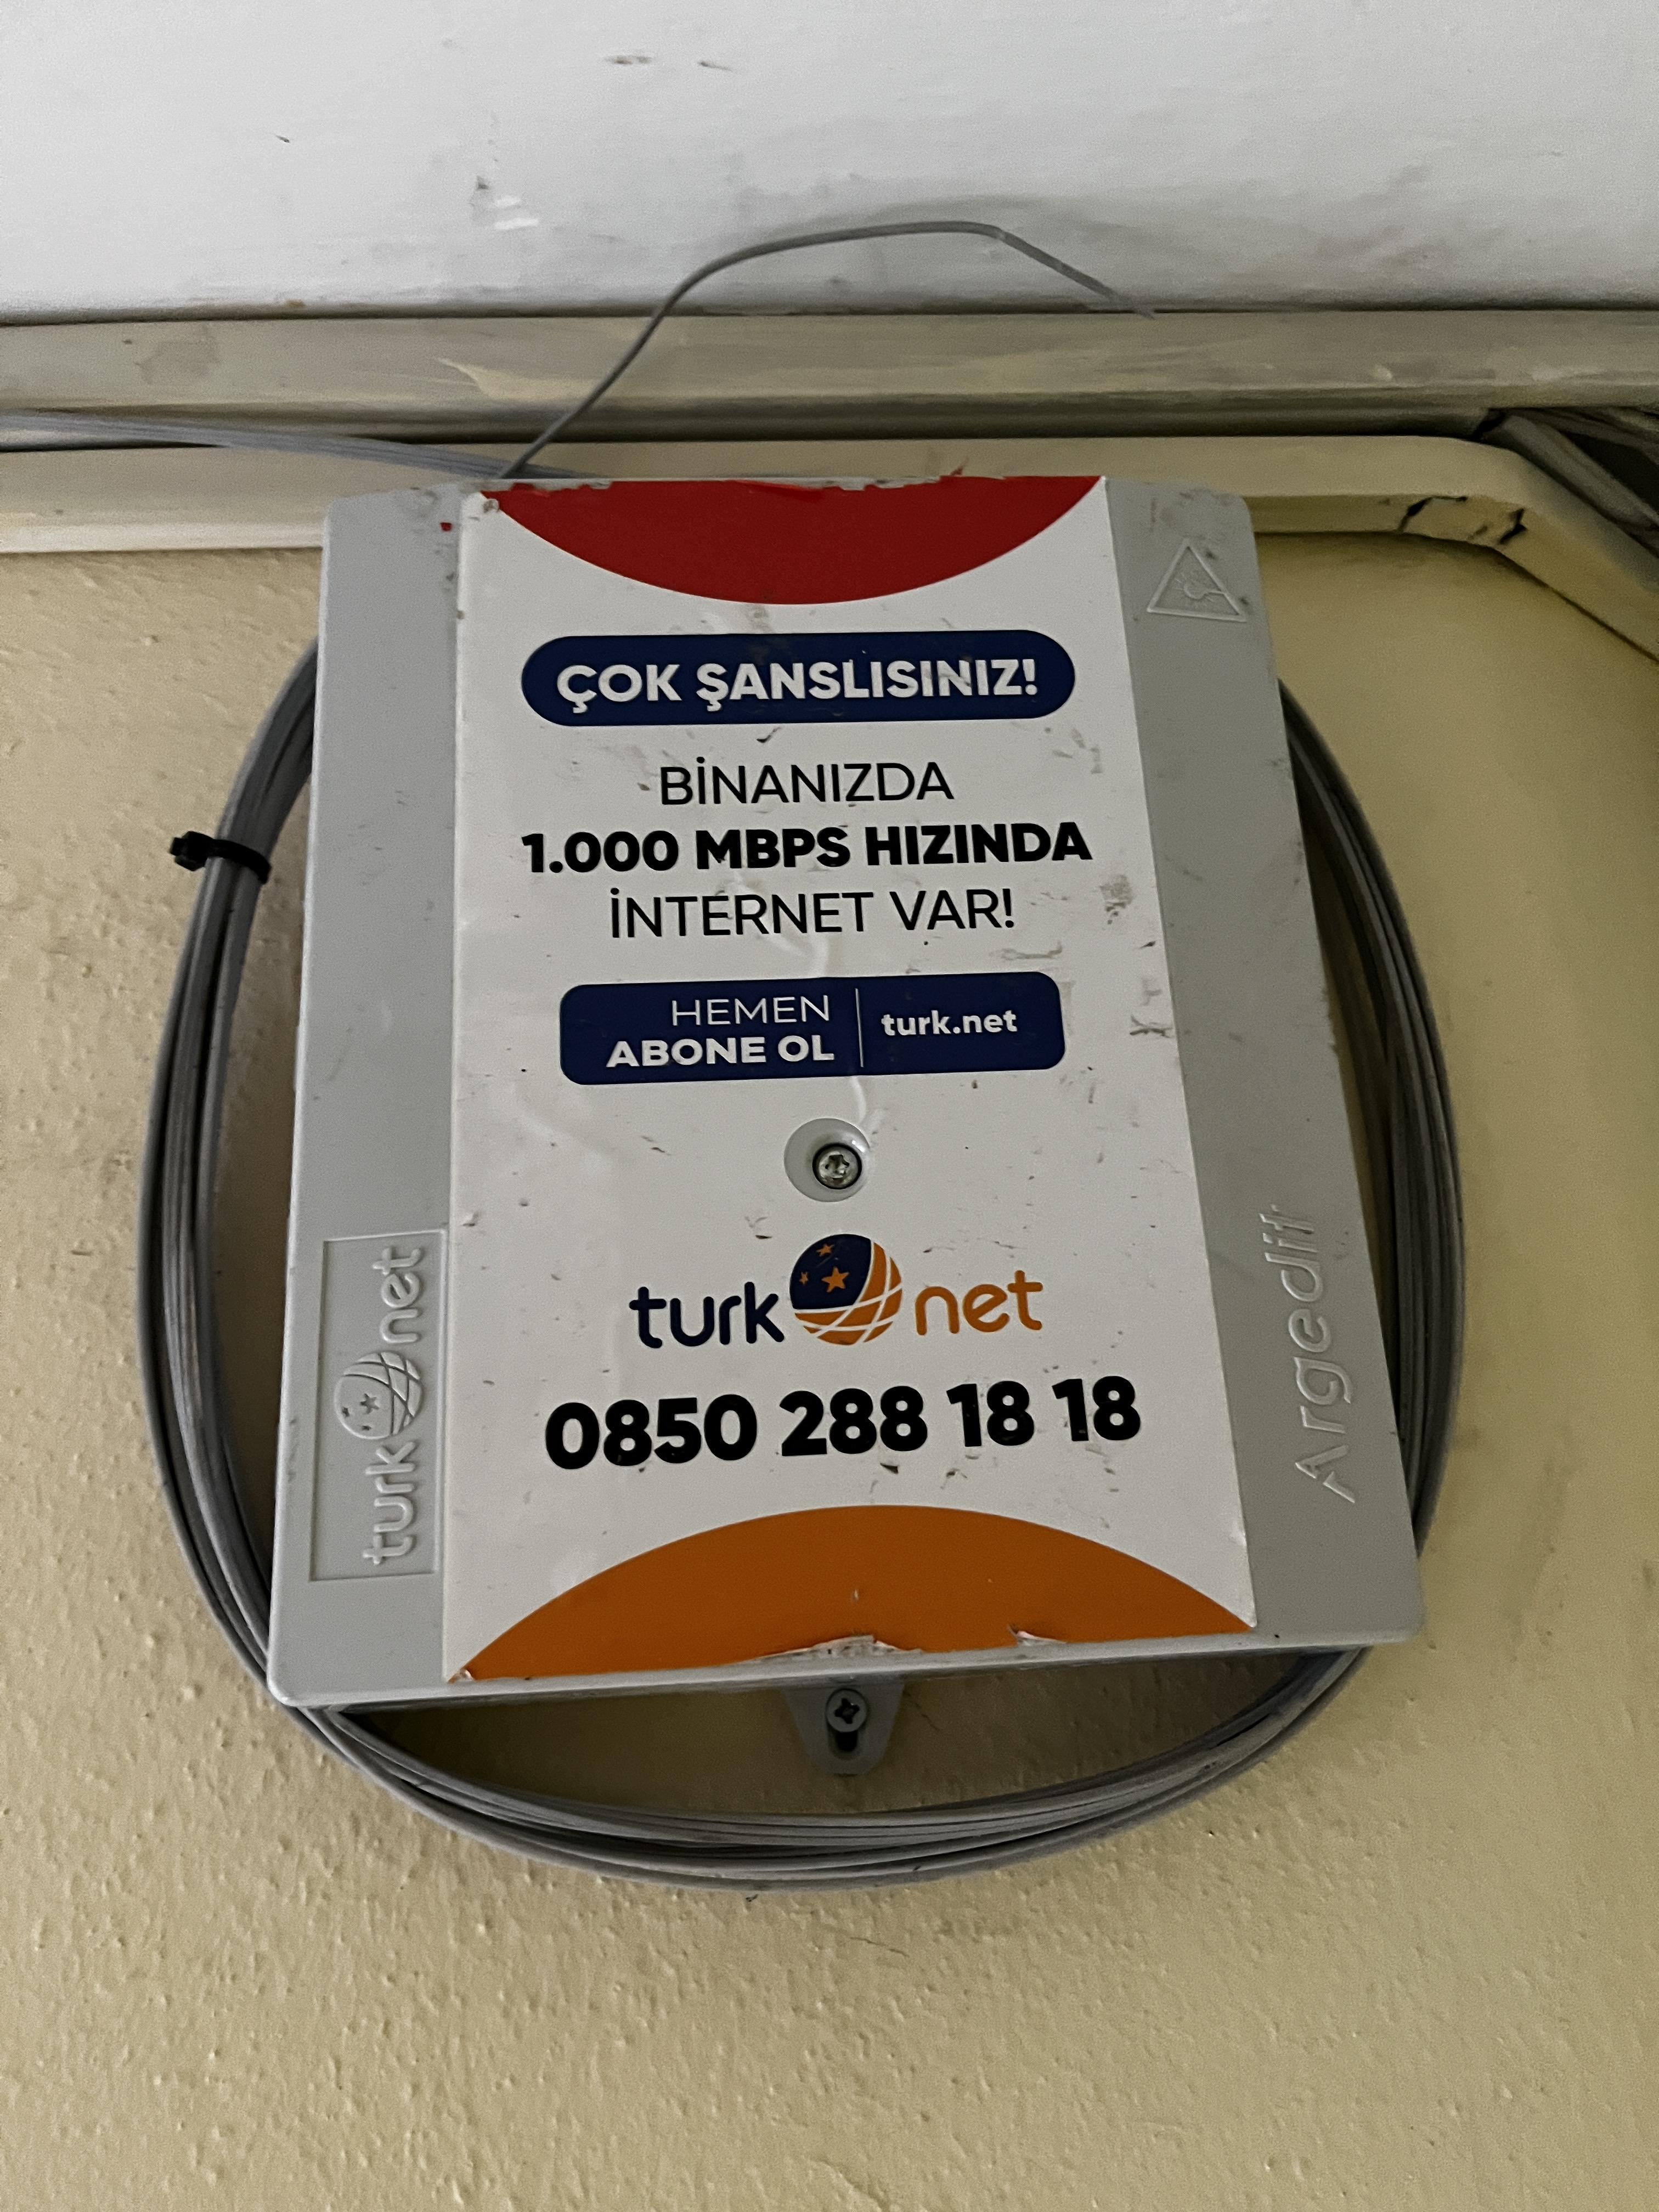 ÇOK ŞANSLISINIZ!
BİNANIZDA
1.000 MBPS HIZINDA
İNTERNET VAR!
HEMEN
ABONE OL
turk.net
turk net
0850 288 18 18
turk net
Argedit